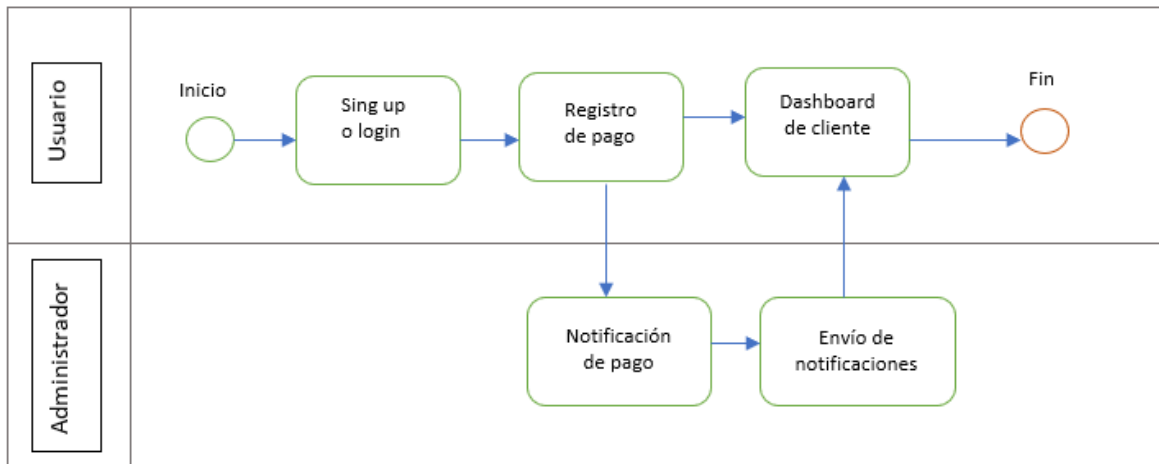 Usuario
Inicio
Sing up
o login
Registro
de pago
Dashboard
de cliente
Fin
Administrador
Notificación
de pago
Envío de
notificaciones